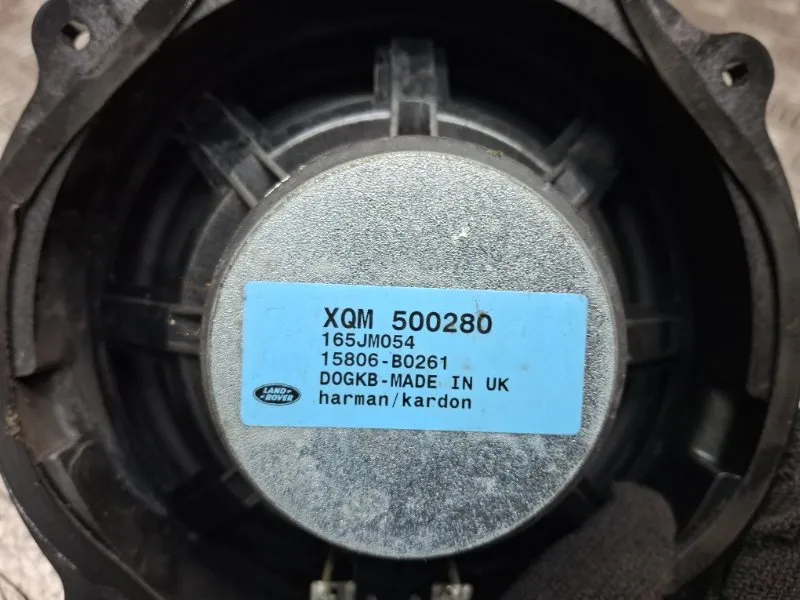 XQM 500280
165JM054
15806-B0261
DOGKB-MADE IN UK
harman/kardon
LAND
ROVER